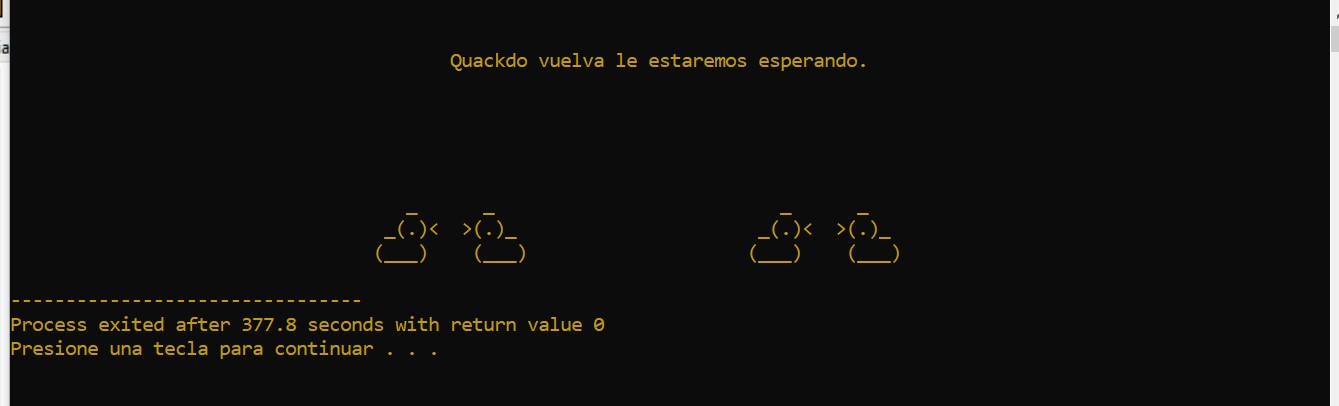 ia
Quackdo vuelva le estaremos esperando.
   _      _                          _      _
 _(.)<  >(.)_                      _(.)<  >(.)_
(___)    (___)                    (___)    (___)
--------------------------------
Process exited after 377.8 seconds with return value 0
Presione una tecla para continuar . . .